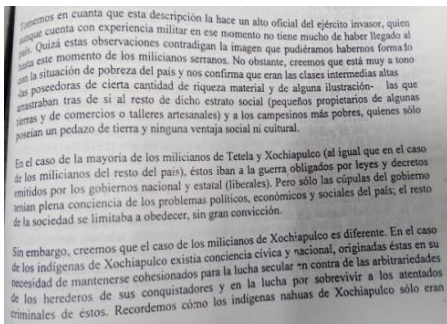 Tomemos en cuanta que esta descripción la hace un alto oficial del ejército invasor, quien
aunque cuenta con experiencia militar en ese momento no tiene mucho de haber llegado al
país. Quizá estas observaciones contradigan la imagen que pudiéramos habernos formado
hasta este momento de los milicianos serranos. No obstante, creemos que está muy a tono
con la situación de pobreza del país y nos confirma que eran las clases intermedias altas
-las poseedoras de cierta cantidad de riqueza material y de alguna ilustración- las que
arrastraban tras de si al resto de dicho estrato social (pequeños propietarios de algunas
tierras y de comercios o talleres artesanales) y a los campesinos más pobres, quienes sólo
poseían un pedazo de tierra y ninguna ventaja social ni cultural.
En el caso de la mayoría de los milicianos de Tetela y Xochiapulco (al igual que en el caso
de los milicianos del resto del país), éstos iban a la guerra obligados por leyes y decretos
emitidos por los gobiernos nacional y estatal (liberales). Pero sólo las cúpulas del gobierno
tenían plena conciencia de los problemas políticos, económicos y sociales del país; el resto
de la sociedad se limitaba a obedecer, sin gran convicción.
Sin embargo, creemos que el caso de los milicianos de Xochiapulco es diferente. En el caso
de los indígenas de Xochiapulco existía conciencia cívica y nacional, originadas éstas en su
necesidad de mantenerse cohesionados para la lucha secular en contra de las arbitrariedades
de los herederos de sus conquistadores y en la lucha por sobrevivir a los atentados
criminales de éstos. Recordemos cómo los indígenas nahuas de Xochiapulco sólo eran